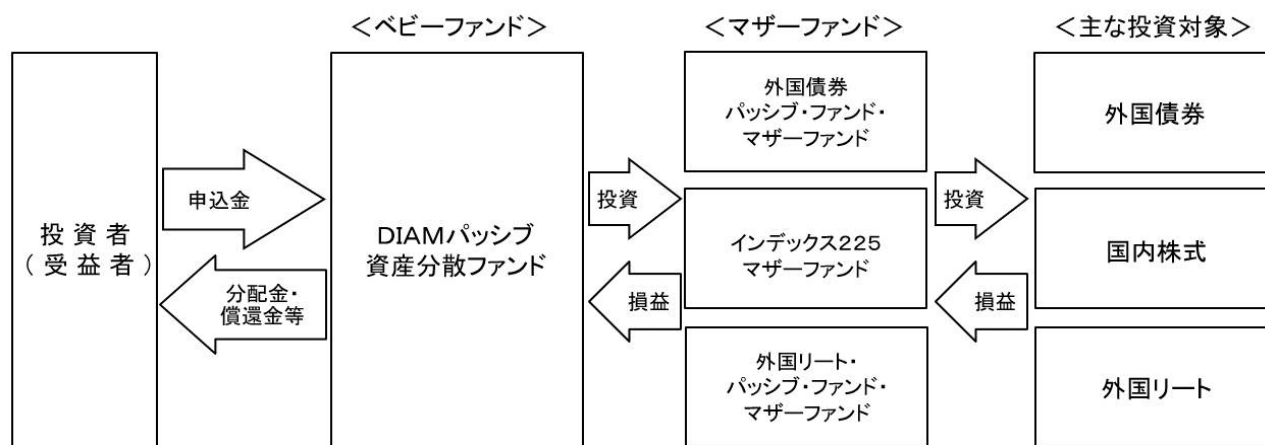 ＜ベビーファンド＞
＜マザーファンド＞
＜主な投資対象＞
投 資 者
（ 受 益 者 ）
申込金
分配金・
償還金等
DIAMパッシブ
資産分散ファンド
投資
損益
外国債券
パッシブ・ファンド・
マザーファンド
インデックス225
マザーファンド
外国リート・
パッシブ・ファンド・
マザーファンド
投資
損益
外国債券
国内株式
外国リート